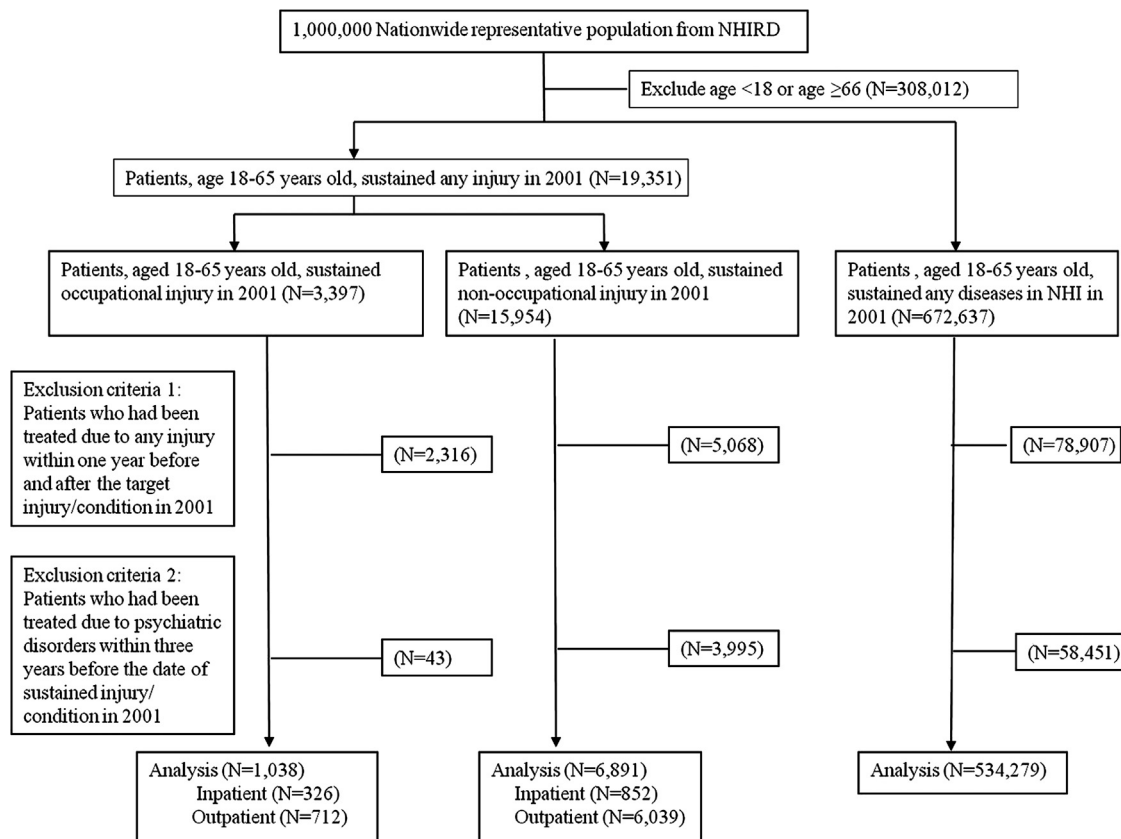 1,000,000 Nationwide representative population from NHIRD
Exclude age <18 or age ≥66 (N=308,012)
Patients, age 18-65 years old, sustained any injury in 2001 (N=19,351)
Patients, aged 18-65 years old, sustained
occupational injury in 2001 (N=3,397)
Patients , aged 18-65 years old, sustained
non-occupational injury in 2001
(N=15,954)
Patients , aged 18-65 years old,
sustained any diseases in NHI in
2001 (N=672,637)
Exclusion criteria 1:
Patients who had been
treated due to any injury
within one year before
and after the target
injury/condition in 2001
(N=2,316)
(N=5,068)
(N=78,907)
Exclusion criteria 2:
Patients who had been
treated due to psychiatric
disorders within three
years before the date of
sustained injury/
condition in 2001
(N=43)
(N=3,995)
(N=58,451)
Analysis (N=1,038)
Inpatient (N=326)
Outpatient (N=712)
Analysis (N=6,891)
Inpatient (N=852)
Outpatient (N=6,039)
Analysis (N=534,279)